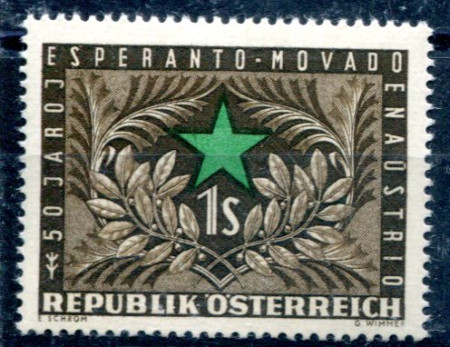 50 JAROJ
ESPERANTO-MOVADO
EN AUSTRIO
1S
REPUBLIK ÖSTERREICH
E. SCHROM
G. WIMMER